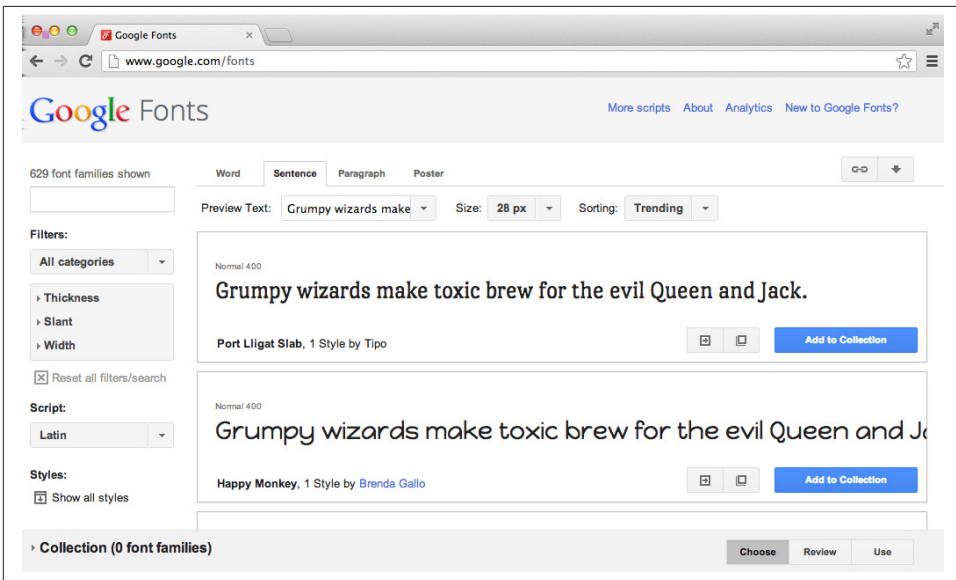 Google Fonts
www.google.com/fonts
Google Fonts
More scripts About Analytics New to Google Fonts?
629 font families shown
Word Sentence Paragraph Poster
Preview Text: Grumpy wizards make Size: 28 px Sorting: Trending
Filters:
All categories
Thickness
Slant
Width
Reset all filters/search
Script:
Latin
Styles:
Show all styles
Normal 400
Grumpy wizards make toxic brew for the evil Queen and Jack.
Port Lligat Slab, 1 Style by Tipo
Add to Collection
Normal 400
Grumpy wizards make toxic brew for the evil Queen and
Happy Monkey, 1 Style by Brenda Gallo
Add to Collection
Collection (0 font families)
Choose Review Use